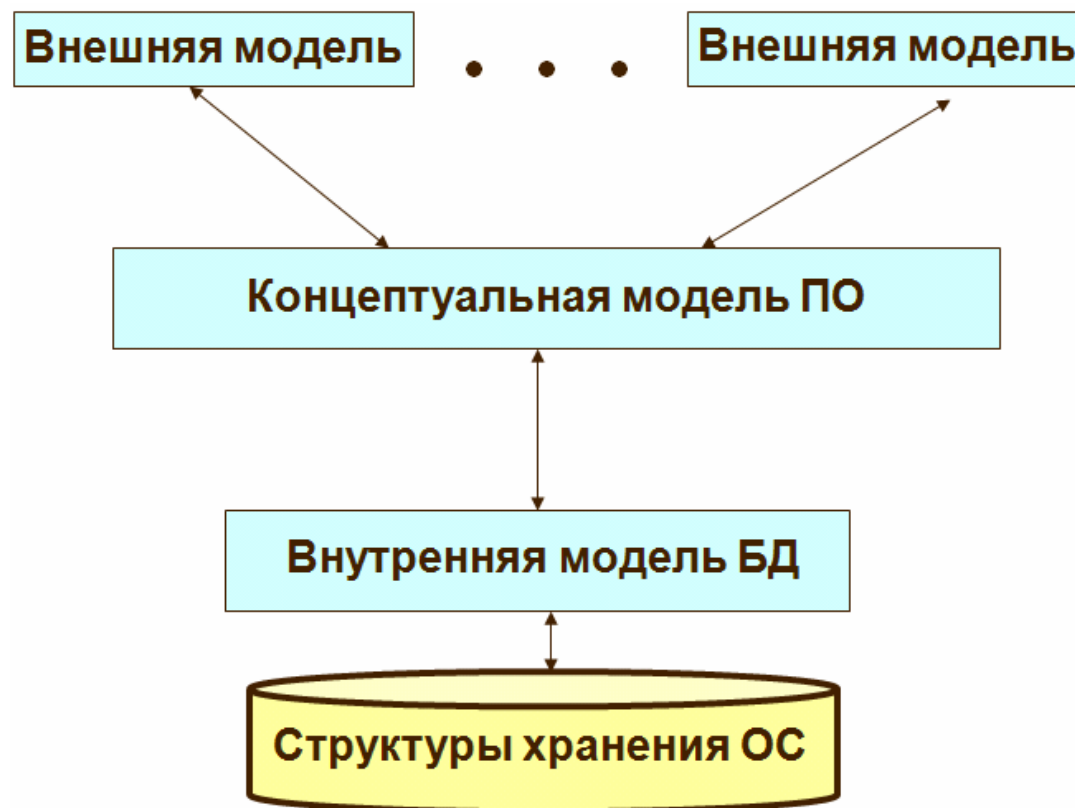 Внешняя модель
Внешняя модель
Концептуальная модель ПО
Внутренняя модель БД
Структуры хранения ОС